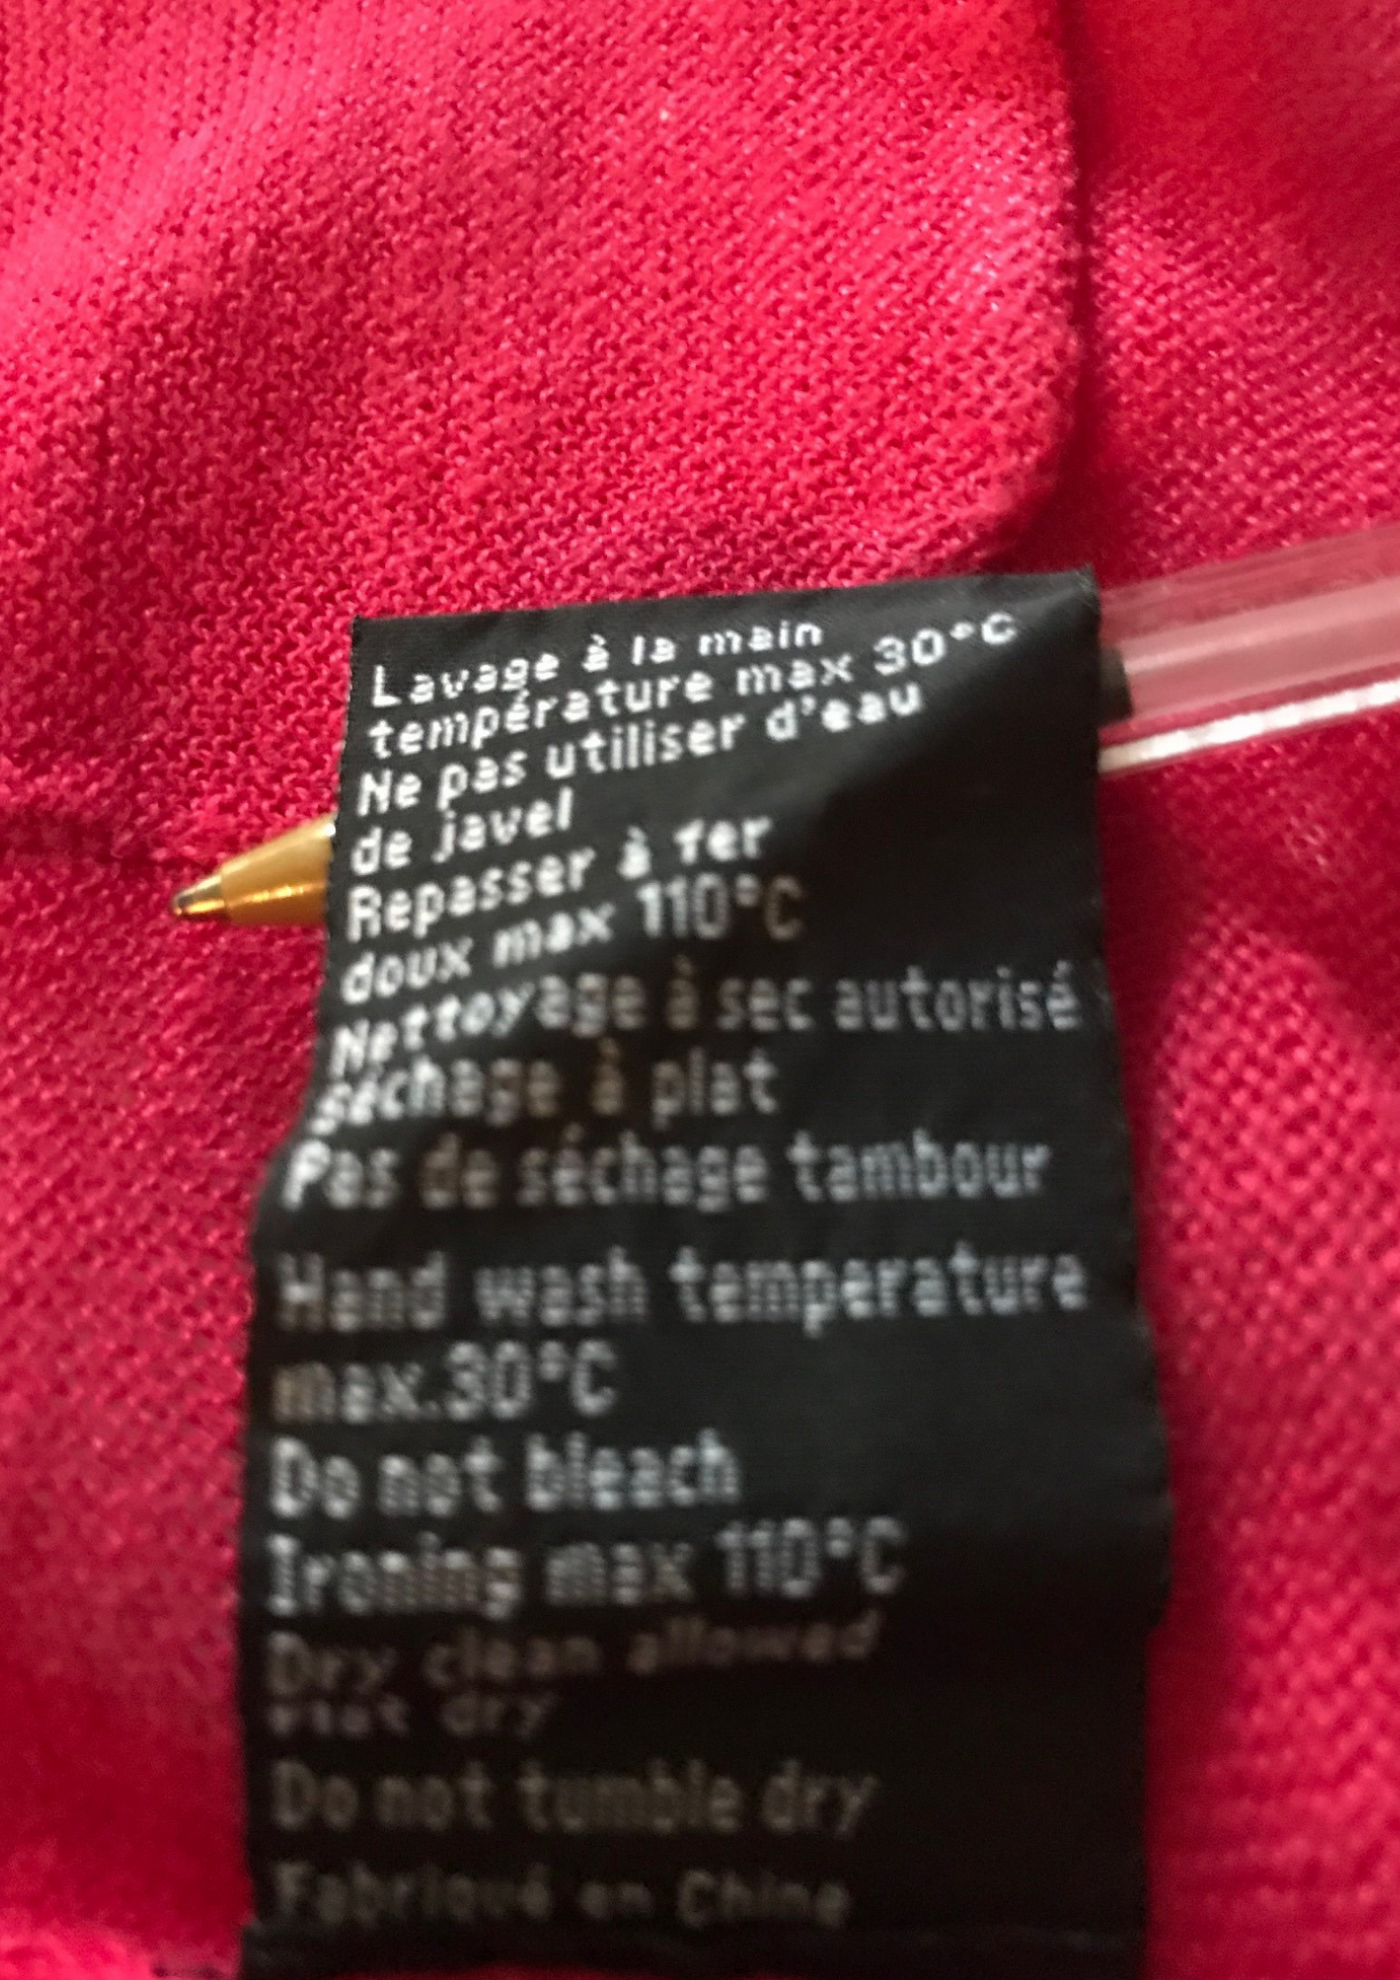 Lavage à la main
température max 30°C
Ne pas utiliser d'eau
de javel
Repasser à fer
doux max 110°C
Nettoyage à sec autorisé
séchage à plat
Pas de séchage tambour
Hand wash temperature
max.30°C
Do not bleach
Ironing max 110°C
Dry clean allowed
Flat dry
Do not tumble dry
Fabriqué en Chine